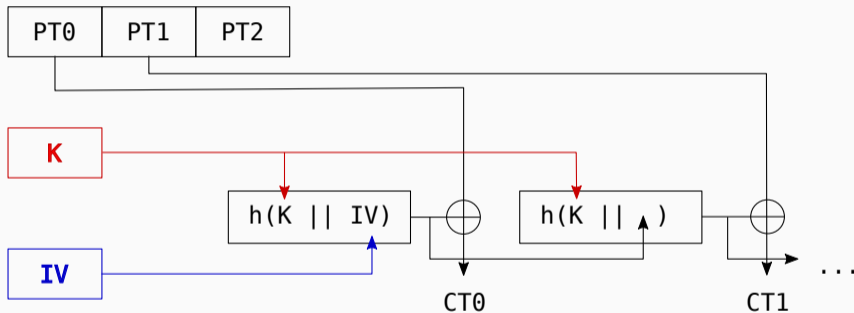 PT0 PT1 PT2
K
h(K || IV) h(K || )
IV
...
CT0 CT1